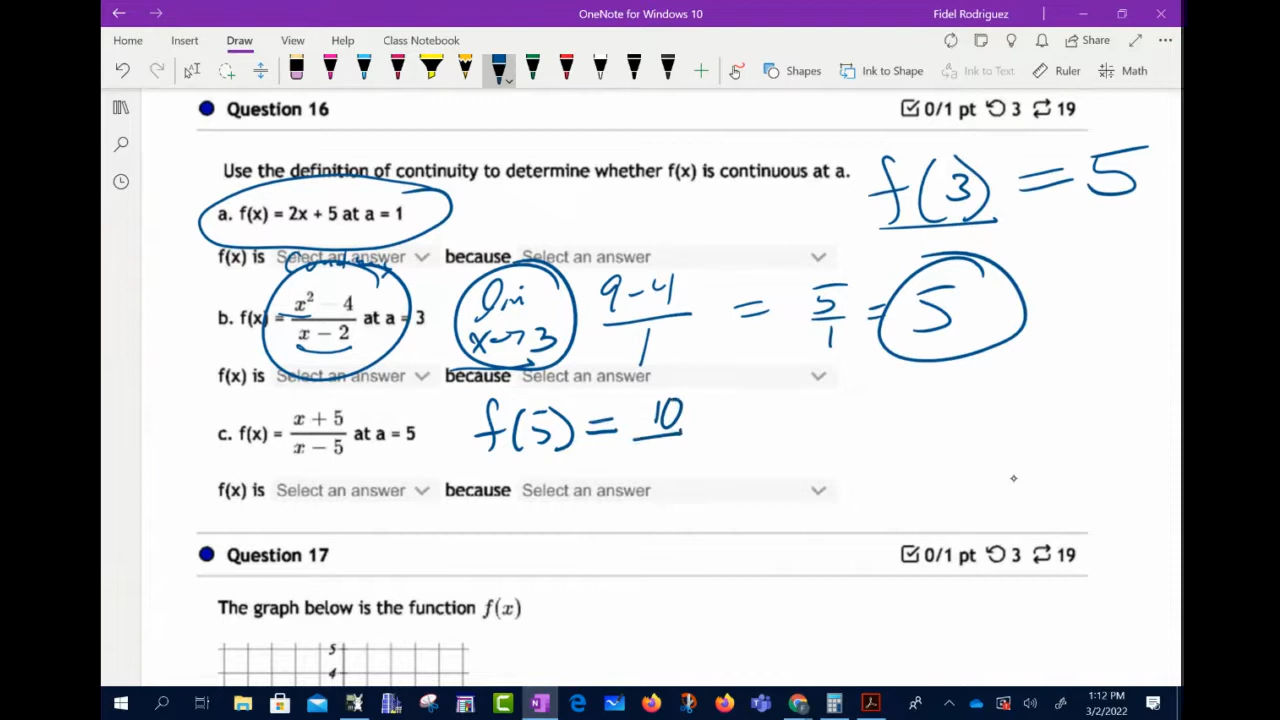 OneNote for Windows 10
Fidel Rodriguez
Home Insert Draw View Help Class Notebook Share
Shapes Ink to Shape Ink to Text Ruler Math
Question 16 0/1 pt 3 19
Use the definition of continuity to determine whether f(x) is continuous at a.
f(3) = 5
a. f(x) = 2x + 5 at a = 1
f(x) is Select an answer because Select an answer
b. f(x) = x² − 4 / x − 2 at a = 3
lim x→3 9-4 / 1 = 5 / 1 = 5
f(x) is Select an answer because Select an answer
c. f(x) = x + 5 / x − 5 at a = 5
f(5) = 10
f(x) is Select an answer because Select an answer
Question 17 0/1 pt 3 19
The graph below is the function f(x)
5
4
1:12 PM
3/2/2022